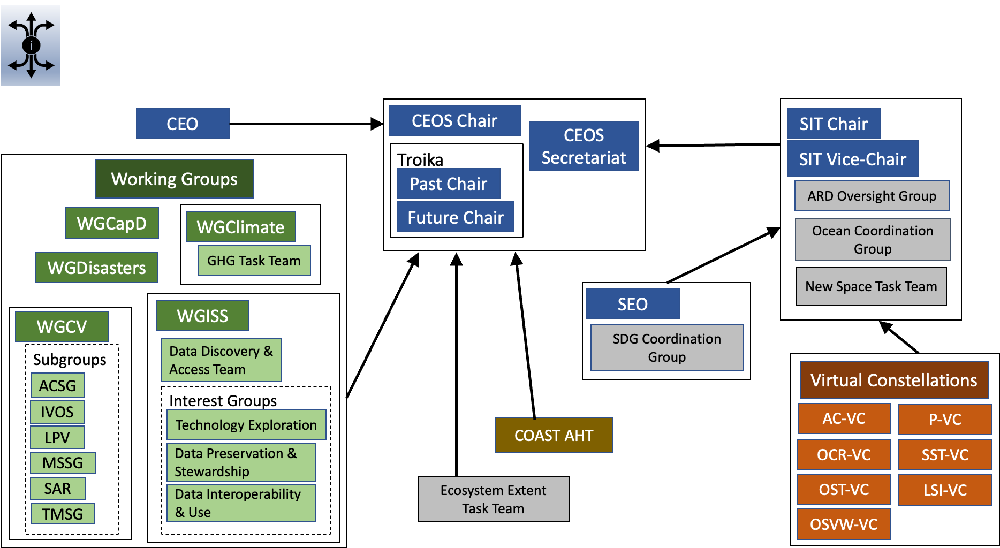 i
CEO
CEOS Chair
CEOS
Secretariat
Troika
Past Chair
Future Chair
SIT Chair
SIT Vice-Chair
ARD Oversight Group
Ocean Coordination
Group
New Space Task Team
Working Groups
WGCapD
WGClimate
GHG Task Team
WGDisasters
WGCV
Subgroups
ACSG
IVOS
LPV
MSSG
SAR
TMSG
WGISS
Data Discovery &
Access Team
Interest Groups
Technology Exploration
Data Preservation &
Stewardship
Data Interoperability
& Use
SEO
SDG Coordination
Group
COAST AHT
Ecosystem Extent
Task Team
Virtual Constellations
AC-VC
P-VC
OCR-VC
SST-VC
OST-VC
LSI-VC
OSVW-VC